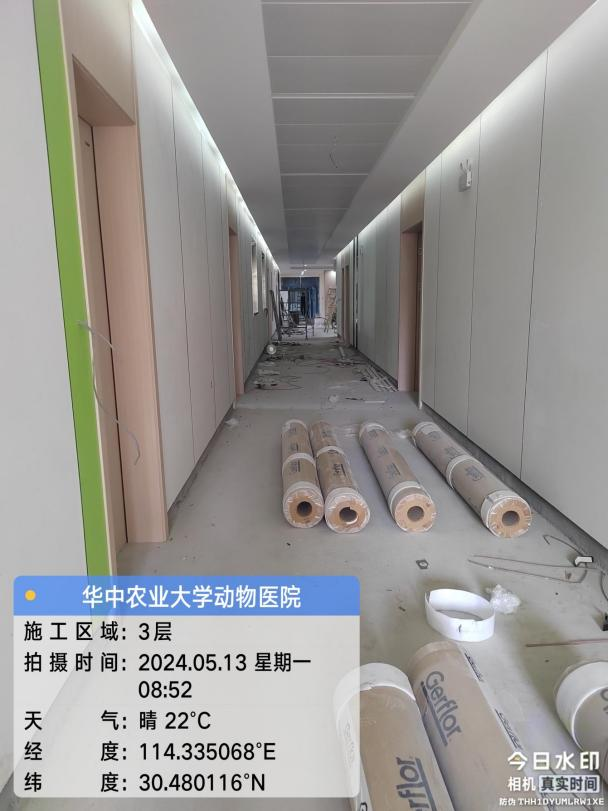 Gerflor
华中农业大学动物医院
施工区域：3层
拍摄时间：2024.05.13 星期一
08:52
天气：晴 22°C
经度：114.335068°E
纬度：30.480116°N
今日水印
相机 真实时间
防伪 THH1DYUMLRW1XE